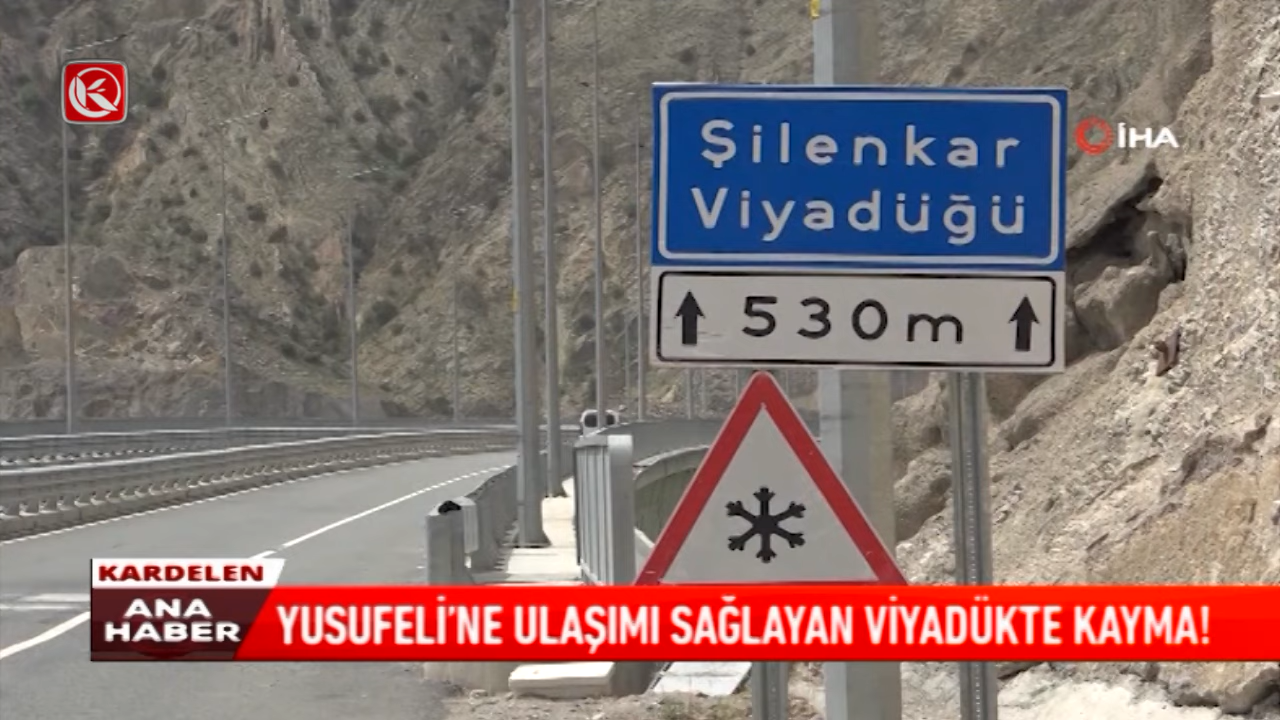 İHA
Şilenkar
Viyadüğü
530m
KARDELEN
ANA
HABER
YUSUFELİ'NE ULAŞIMI SAĞLAYAN VİYADÜKTE KAYMA!